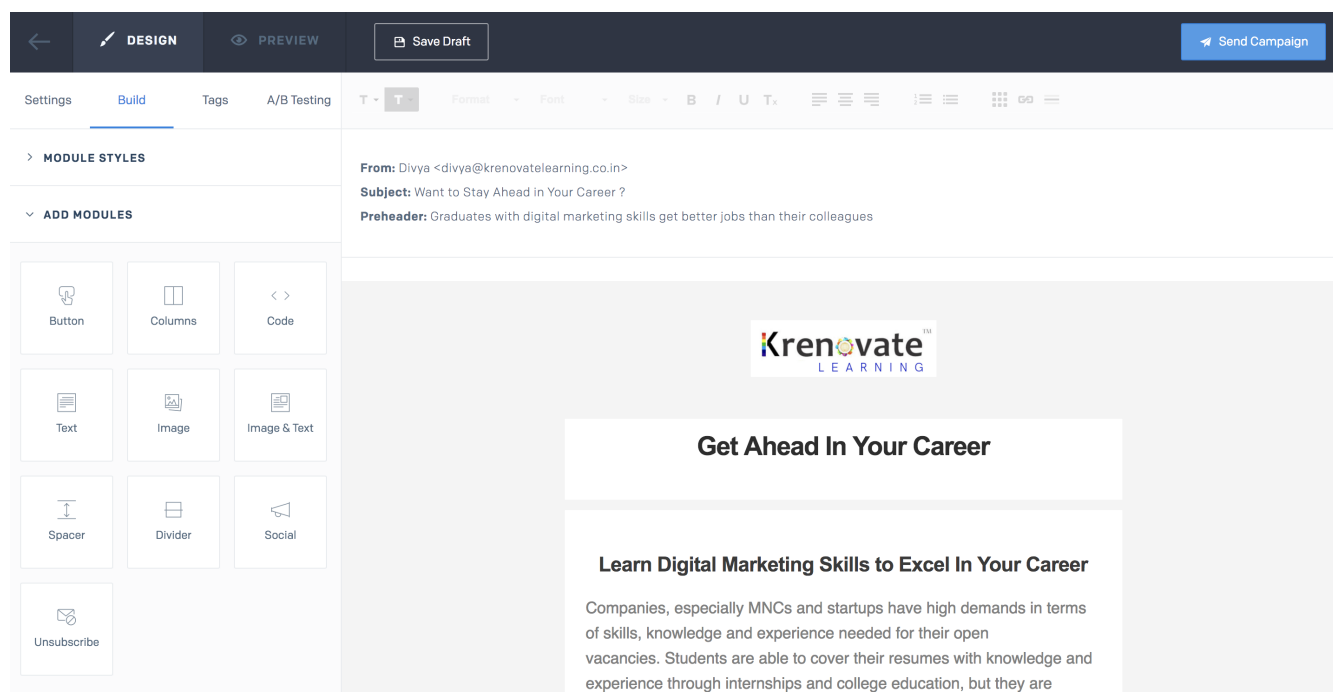 DESIGN
PREVIEW
Save Draft
Send Campaign
Settings
Build
Tags
A/B Testing
T T Format Font Size B I U Tx
MODULE STYLES
ADD MODULES
Button
Columns
Code
Text
Image
Image & Text
Spacer
Divider
Social
Unsubscribe
From: Divya <divya@krenovatelearning.co.in>
Subject: Want to Stay Ahead in Your Career ?
Preheader: Graduates with digital marketing skills get better jobs than their colleagues
Krenovate™
LEARNING
Get Ahead In Your Career
Learn Digital Marketing Skills to Excel In Your Career
Companies, especially MNCs and startups have high demands in terms
of skills, knowledge and experience needed for their open
vacancies. Students are able to cover their resumes with knowledge and
experience through internships and college education, but they are